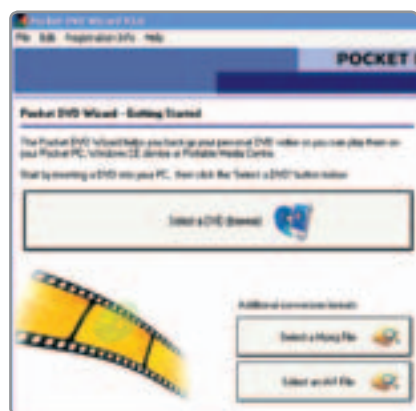 Pocket DVD Wizard
File Edit Registration Info Help
POCKET
Pocket DVD Wizard - Getting Started
The Pocket DVD Wizard helps you back up your personal DVD video so you can play them on
your Pocket PC, Windows CE device or Portable Media Centre.
Start by inserting a DVD into your PC, then click the 'Select a DVD' button below
Select a DVD
Additional conversion formats
Select a Mpeg File
Select an AVI File